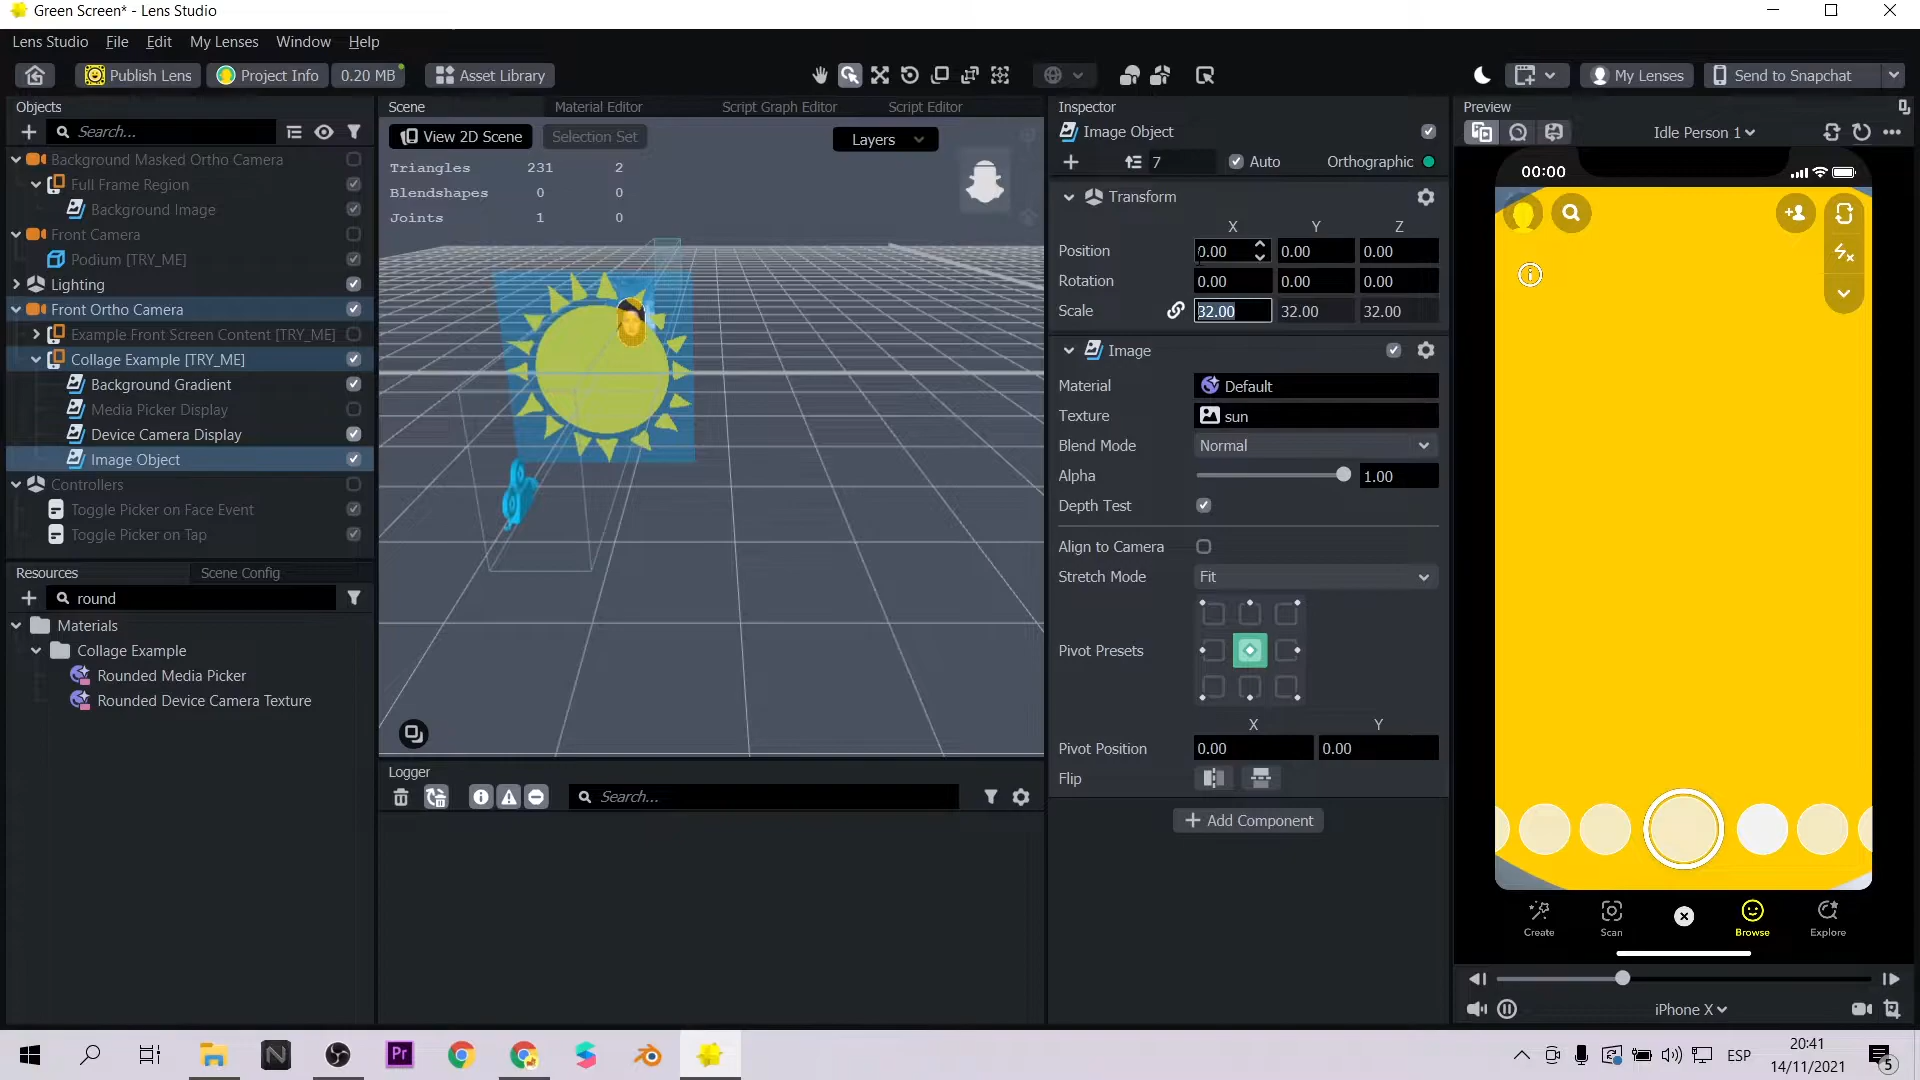 Green Screen* - Lens Studio
Lens Studio File Edit My Lenses Window Help
Publish Lens Project Info 0.20 MB Asset Library My Lenses Send to Snapchat
Objects
Search...
Background Masked Ortho Camera
Full Frame Region
Background Image
Front Camera
Podium [TRY_ME]
Lighting
Front Ortho Camera
Example Front Screen Content [TRY_ME]
Collage Example [TRY_ME]
Background Gradient
Media Picker Display
Device Camera Display
Image Object
Controllers
Toggle Picker on Face Event
Toggle Picker on Tap
Resources Scene Config
round
Materials
Collage Example
Rounded Media Picker
Rounded Device Camera Texture
Scene Material Editor Script Graph Editor Script Editor
View 2D Scene Selection Set Layers
Triangles 231 2
Blendshapes 0 0
Joints 1 0
Logger
Search...
Inspector
Image Object
7 Auto Orthographic
Transform
X Y Z
Position 0.00 0.00 0.00
Rotation 0.00 0.00 0.00
Scale 32.00 32.00 32.00
Image
Material Default
Texture sun
Blend Mode Normal
Alpha 1.00
Depth Test
Align to Camera
Stretch Mode Fit
Pivot Presets
X Y
Pivot Position 0.00 0.00
Flip
+ Add Component
Preview
Idle Person 1
00:00
Create Scan Browse Explore
iPhone X
Pr
ESP
20:41
14/11/2021
5